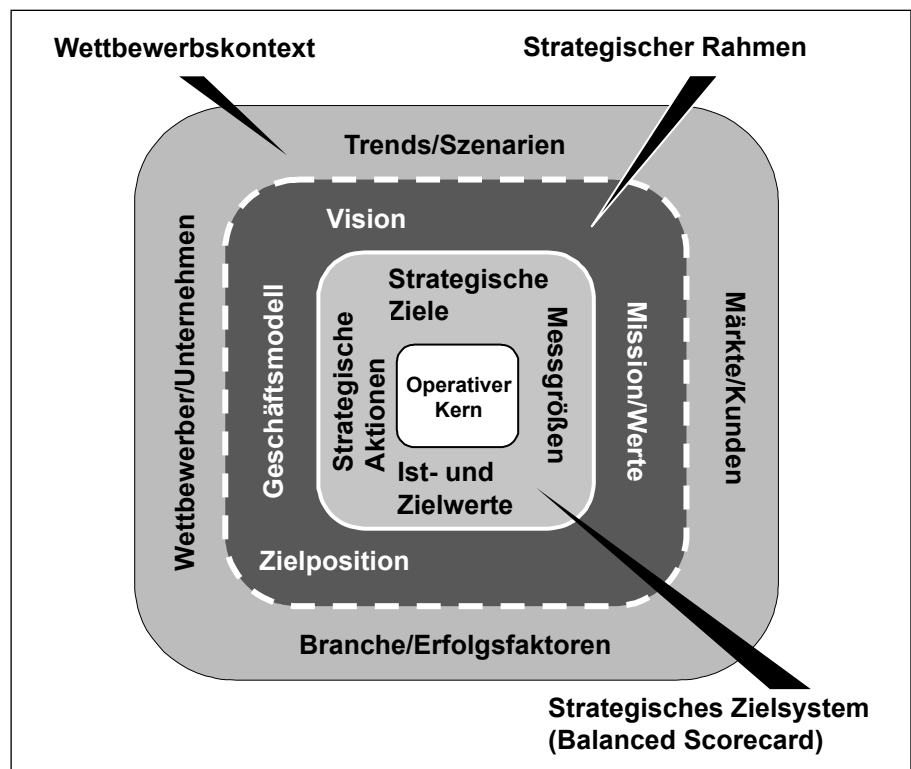 Wettbewerbskontext
Strategischer Rahmen
Trends/Szenarien
Vision
Wettbewerber/Unternehmen
Geschäftsmodell
Strategische
Aktionen
Strategische
Ziele
Operativer
Kern
Messgrößen
Mission/Werte
Märkte/Kunden
Ist- und
Zielwerte
Zielposition
Branche/Erfolgsfaktoren
Strategisches Zielsystem
(Balanced Scorecard)